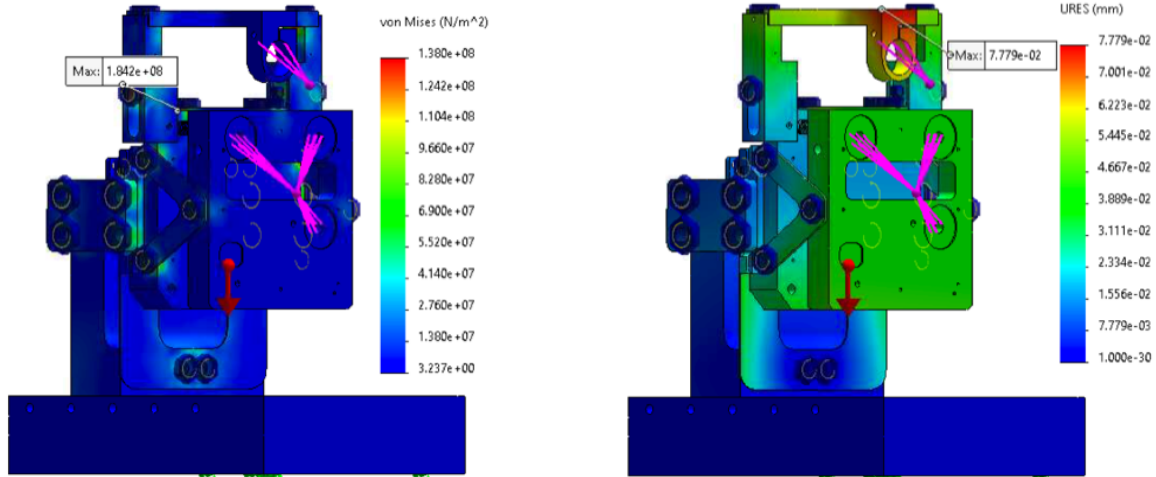 von Mises (N/m^2)
1.380e+08
1.242e+08
1.104e+08
9.660e+07
8.280e+07
6.900e+07
5.520e+07
4.140e+07
2.760e+07
1.380e+07
3.237e+00
Max: 1.842e+08
URES (mm)
7.779e-02
7.001e-02
6.223e-02
5.445e-02
4.667e-02
3.889e-02
3.111e-02
2.334e-02
1.556e-02
7.779e-03
1.000e-30
Max: 7.779e-02